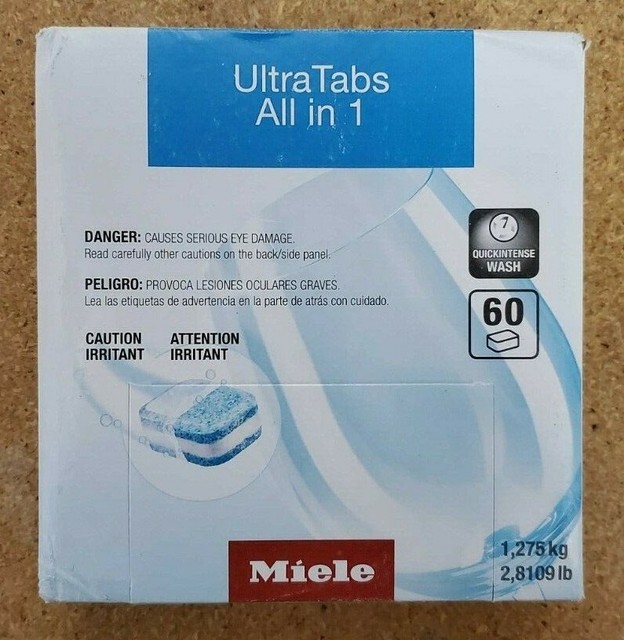 UltraTabs
All in 1
DANGER: CAUSES SERIOUS EYE DAMAGE.
Read carefully other cautions on the back/side panel.
PELIGRO: PROVOCA LESIONES OCULARES GRAVES.
Lea las etiquetas de advertencia en la parte de atrás con cuidado.
CAUTION ATTENTION
IRRITANT IRRITANT
7
QUICKINTENSE
WASH
60
Miele
1,275 kg
2,8109 lb